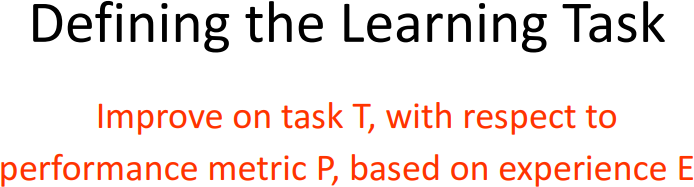 Defining the Learning Task
Improve on task T, with respect to
performance metric P, based on experience E